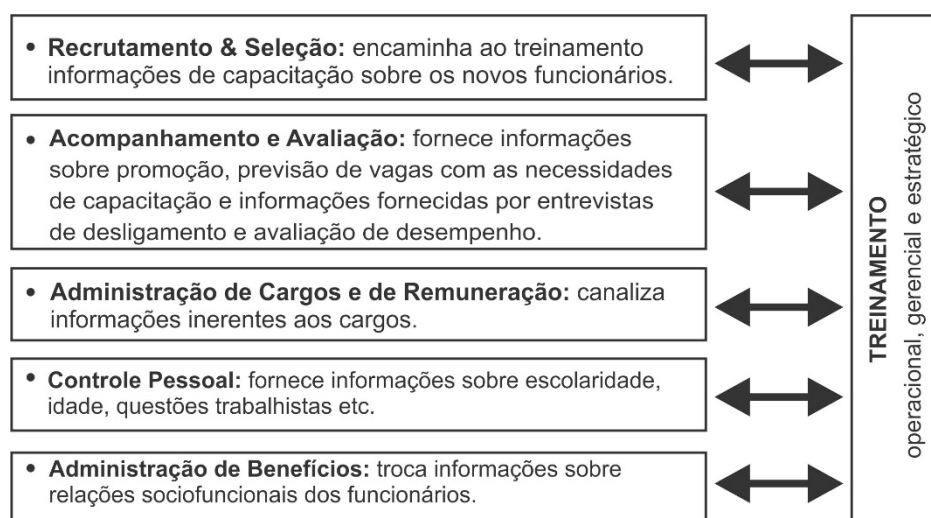 • Recrutamento & Seleção: encaminha ao treinamento
informações de capacitação sobre os novos funcionários.
• Acompanhamento e Avaliação: fornece informações
sobre promoção, previsão de vagas com as necessidades
de capacitação e informações fornecidas por entrevistas
de desligamento e avaliação de desempenho.
• Administração de Cargos e de Remuneração: canaliza
informações inerentes aos cargos.
• Controle Pessoal: fornece informações sobre escolaridade,
idade, questões trabalhistas etc.
• Administração de Benefícios: troca informações sobre
relações sociofuncionais dos funcionários.
TREINAMENTO
operacional, gerencial e estratégico